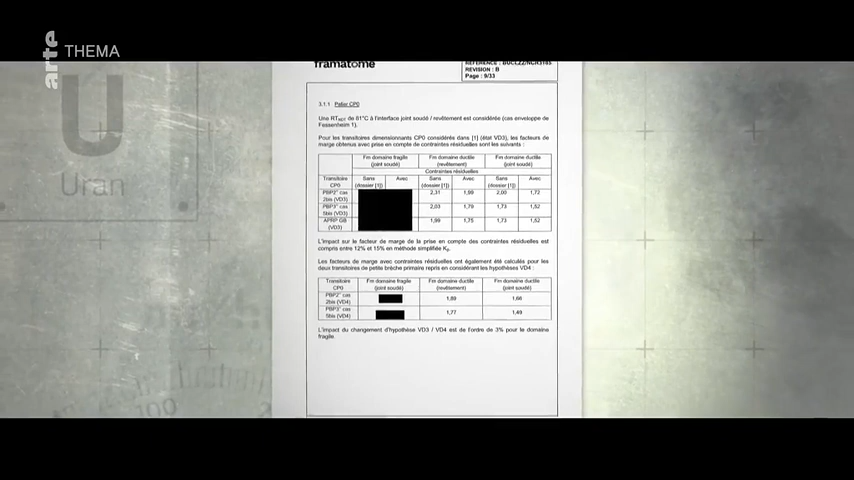 arte THEMA
U
Uran
100
framatome
REVISION : B
Page : 9/33
3.1.1 Palier CP0
Une RTNDT de 81°C à l'interface joint soudé / revêtement est considérée (cas enveloppe de
Fessenheim 1).
Pour les transitoires dimensionnants CP0 considérés dans [1] (état VD3), les facteurs de
marge obtenus avec prise en compte de contraintes résiduelles sont les suivants :
Fm domaine fragile (joint soudé) Fm domaine ductile (revêtement) Fm domaine ductile (joint soudé)
Contraintes résiduelles
Transitoire CP0 Sans (dossier [1]) Avec Sans (dossier [1]) Avec Sans (dossier [1]) Avec
PBP2" cas 2bis (VD3) 2,31 1,98 2,00 1,72
PBP3" cas 5bis (VD3) 2,03 1,79 1,73 1,52
APRP GB (VD3) 1,99 1,75 1,73 1,52
L'impact sur le facteur de marge de la prise en compte des contraintes résiduelles est
compris entre 12% et 15% en méthode simplifiée
Les facteurs de marge avec contraintes résiduelles ont également été calculés pour les
deux transitoires de petite brèche primaire repris en considérant les hypothèses VD4 :
Transitoire CP0 Fm domaine fragile (joint soudé) Fm domaine ductile (revêtement) Fm domaine ductile (joint soudé)
PBP2" cas 2bis (VD4) 1,89 1,66
PBP3" cas 5bis (VD4) 1,77 1,49
L'impact du changement d'hypothèse VD3 / VD4 est de l'ordre de 3% pour le domaine
fragile.